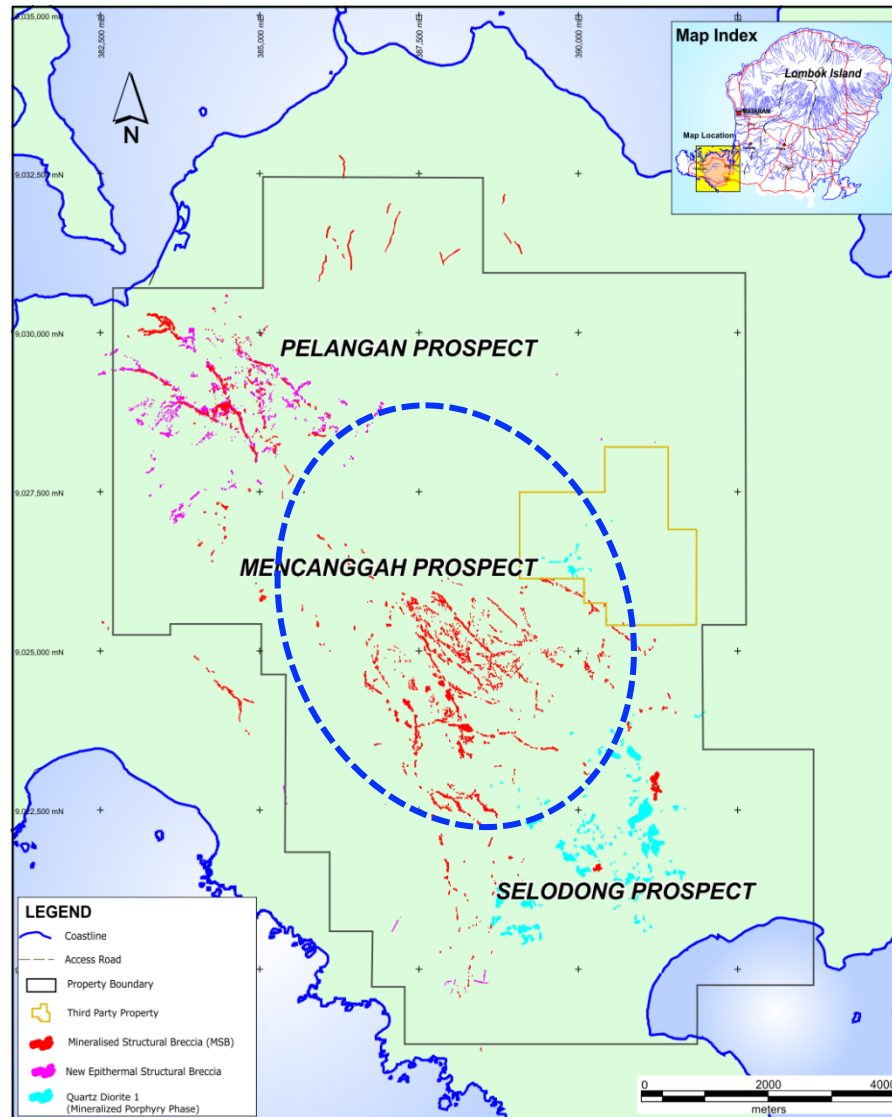 9,035,000 mN
382,500 mE
385,000 mE
387,500 mE
390,000 mE
Map Index
Lombok Island
MATARAM
Map Location
N
9,032,500 mN
9,030,000 mN
PELANGAN PROSPECT
9,027,500 mN
MENCANGGAH PROSPECT
9,025,000 mN
9,022,500 mN
SELODONG PROSPECT
LEGEND
Coastline
Access Road
Property Boundary
Third Party Property
Mineralised Structural Breccia (MSB)
New Epithermal Structural Breccia
Quartz Diorite 1
(Mineralized Porphyry Phase)
0 2000 4000
meters